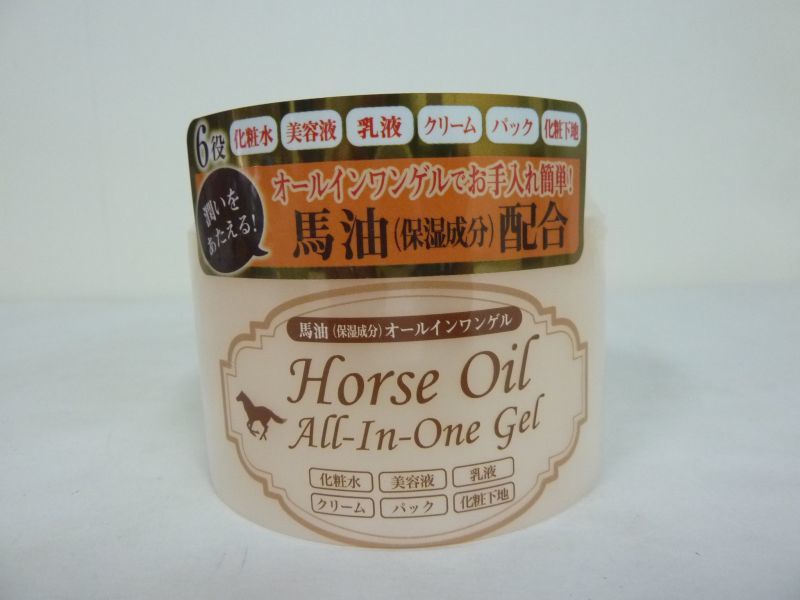 6役 化粧水 美容液 乳液 クリーム パック 化粧下地
潤いを
あたえる!
オールインワンゲルでお手入れ簡単!
馬油(保湿成分)配合
馬油(保湿成分)オールインワンゲル
Horse Oil
All-In-One Gel
化粧水 美容液 乳液
クリーム パック 化粧下地